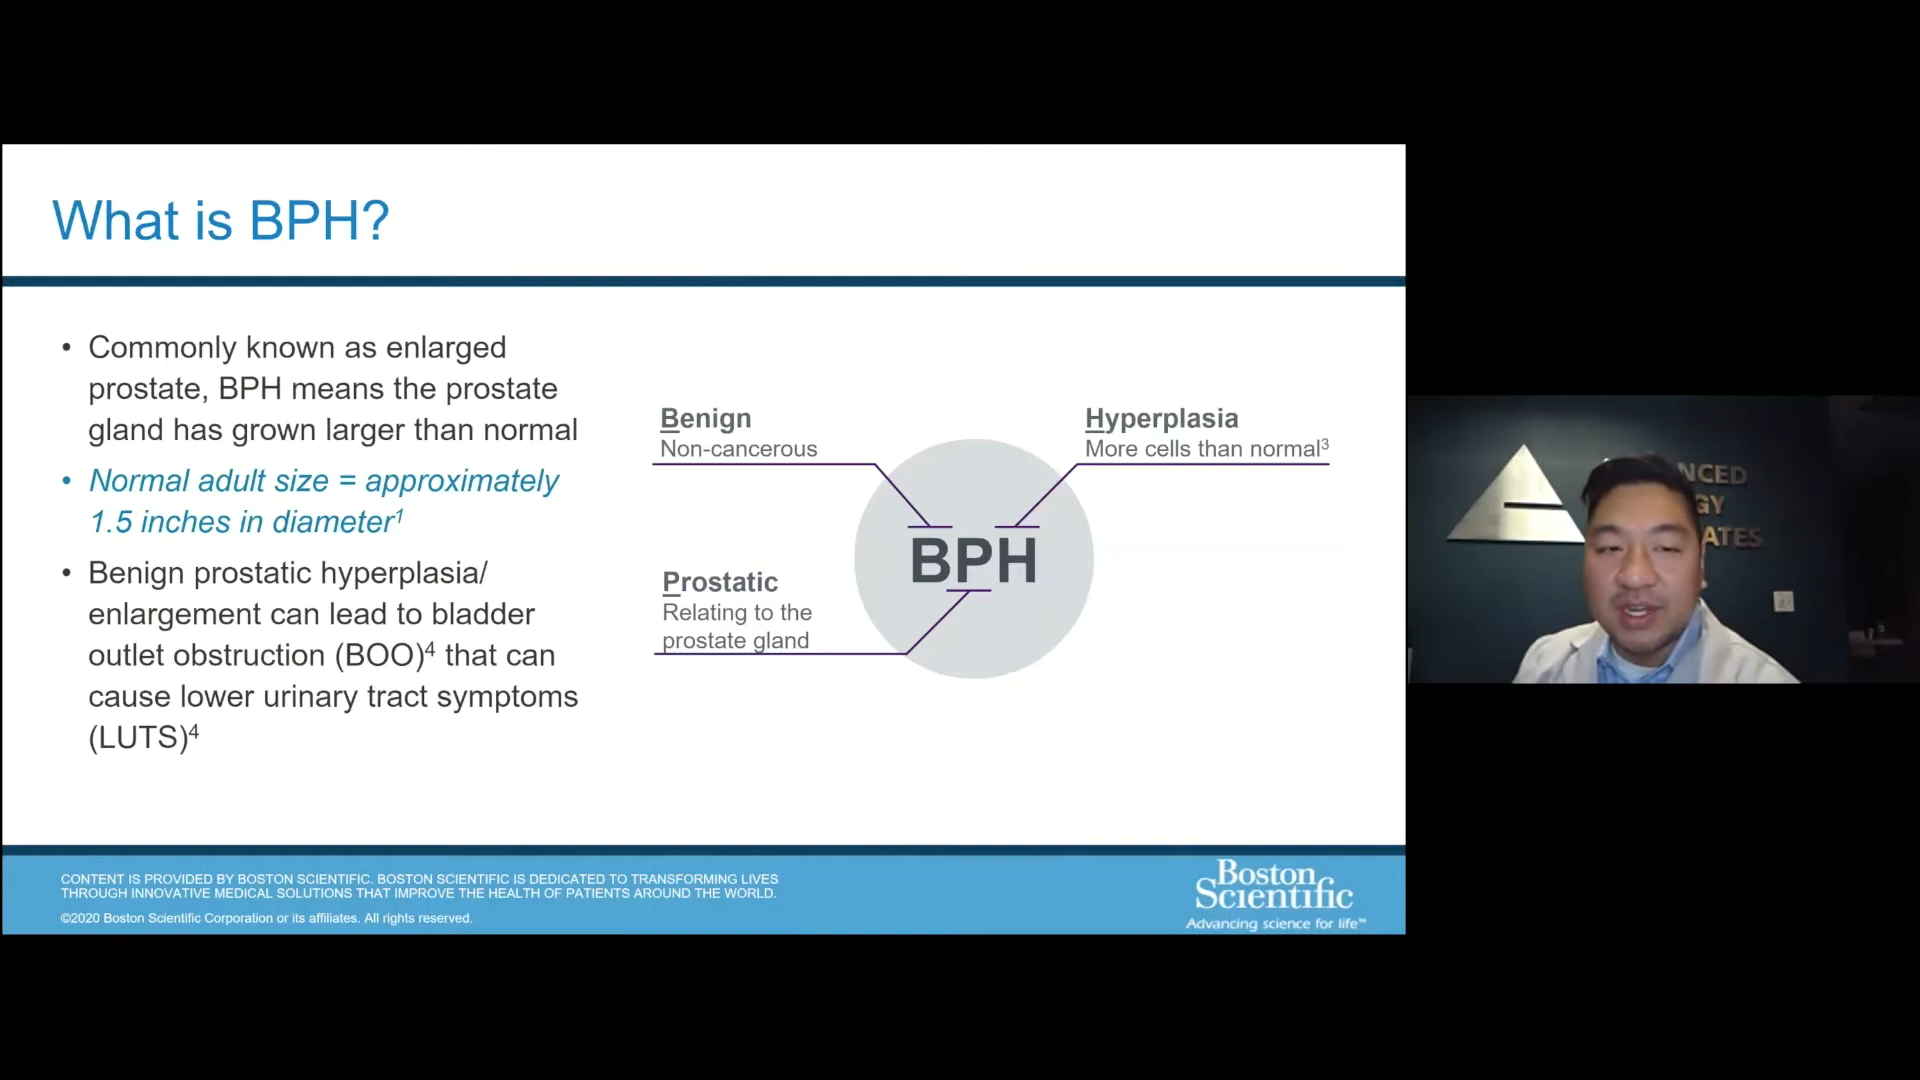 What is BPH?
• Commonly known as enlarged
prostate, BPH means the prostate
gland has grown larger than normal
• Normal adult size = approximately
1.5 inches in diameter¹
• Benign prostatic hyperplasia/
enlargement can lead to bladder
outlet obstruction (BOO)⁴ that can
cause lower urinary tract symptoms
(LUTS)⁴
Benign
Non-cancerous
Hyperplasia
More cells than normal³
BPH
Prostatic
Relating to the
prostate gland
NCED
GY
ATES
CONTENT IS PROVIDED BY BOSTON SCIENTIFIC. BOSTON SCIENTIFIC IS DEDICATED TO TRANSFORMING LIVES
THROUGH INNOVATIVE MEDICAL SOLUTIONS THAT IMPROVE THE HEALTH OF PATIENTS AROUND THE WORLD.
©2020 Boston Scientific Corporation or its affiliates. All rights reserved.
Boston
Scientific
Advancing science for life™